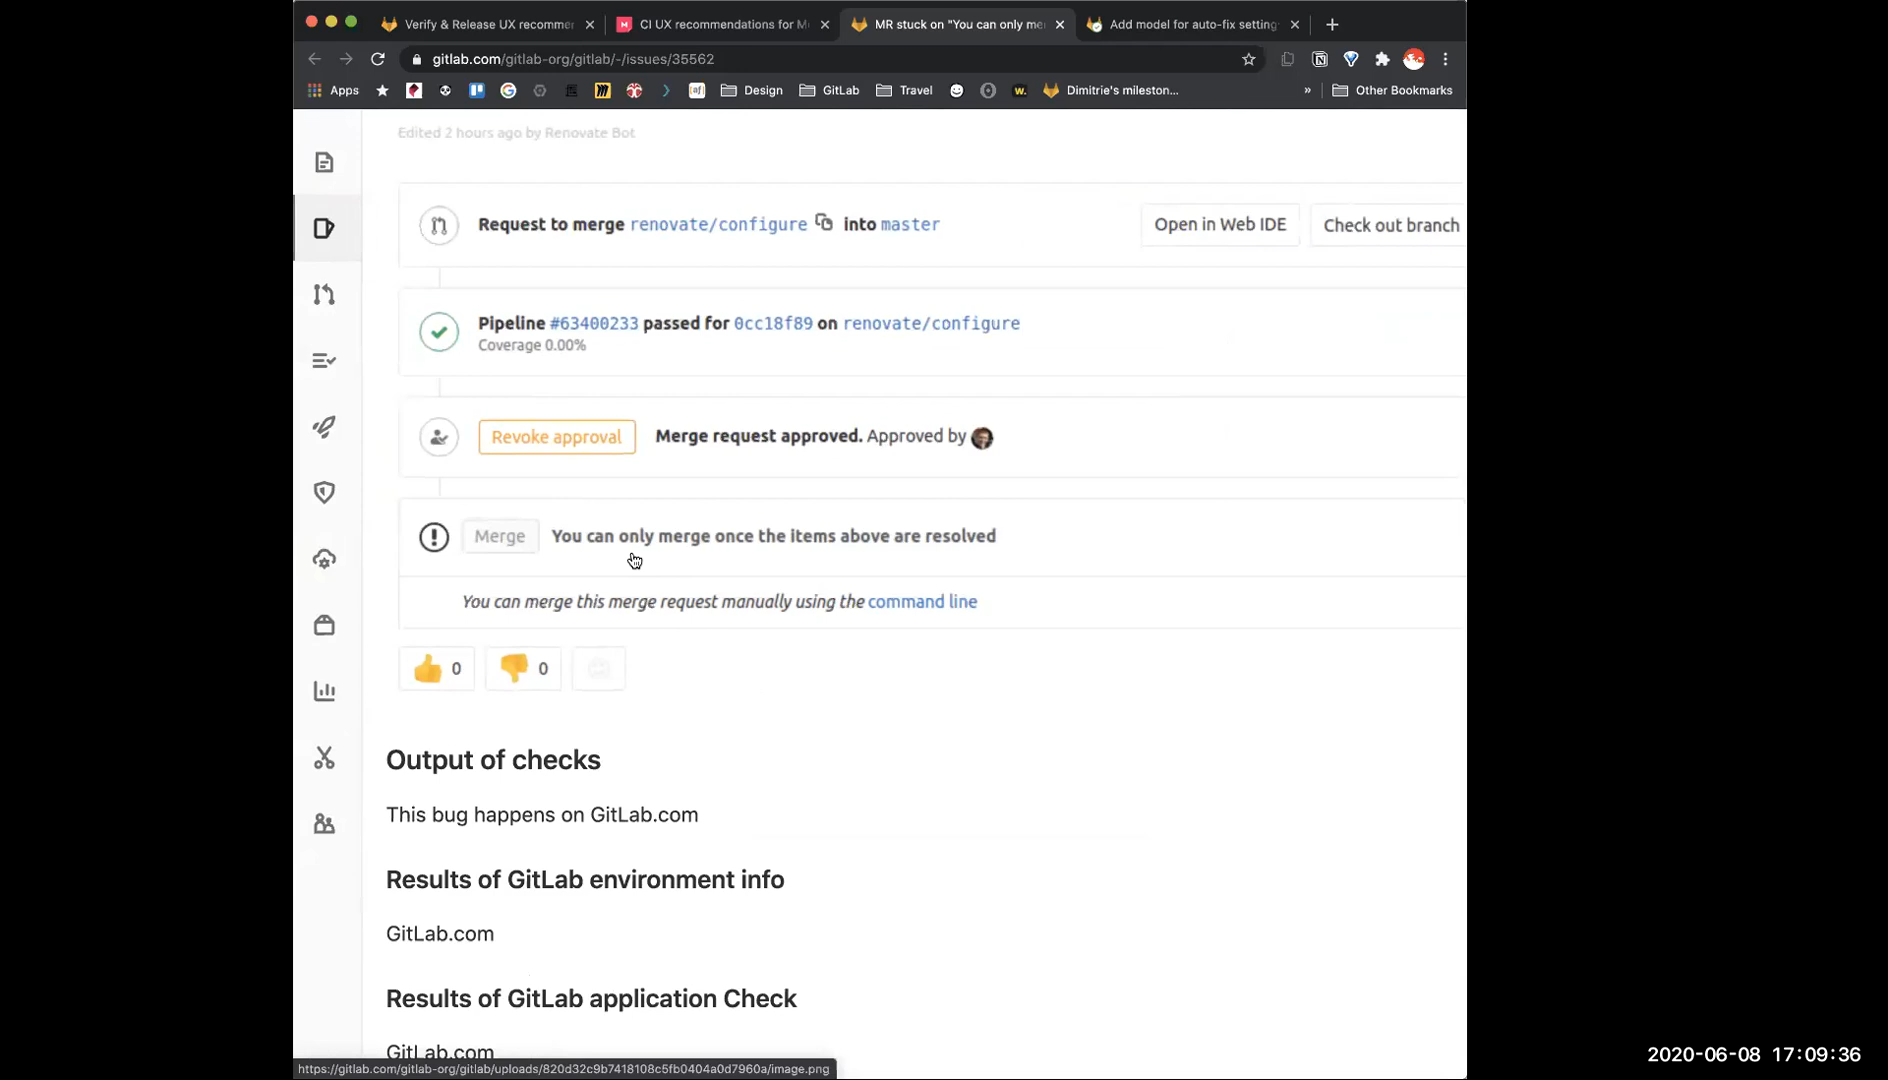 Verify & Release UX recommer
CI UX recommendations for M
MR stuck on "You can only me
Add model for auto-fix setting
gitlab.com/gitlab-org/gitlab/-/issues/35562
Apps
Design
GitLab
Travel
w.
Dimitrie's mileston...
»
Other Bookmarks
Edited 2 hours ago by Renovate Bot
Request to merge renovate/configure into master
Open in Web IDE
Check out branch
Pipeline #63400233 passed for 0cc18f89 on renovate/configure
Coverage 0.00%
Revoke approval
Merge request approved. Approved by
Merge
You can only merge once the items above are resolved
You can merge this merge request manually using the command line
0
0
Output of checks
This bug happens on GitLab.com
Results of GitLab environment info
GitLab.com
Results of GitLab application Check
GitLab.com
https://gitlab.com/gitlab-org/gitlab/uploads/820d32c9b7418108c5fb0404a0d7960a/image.png
2020-06-08 17:09:36